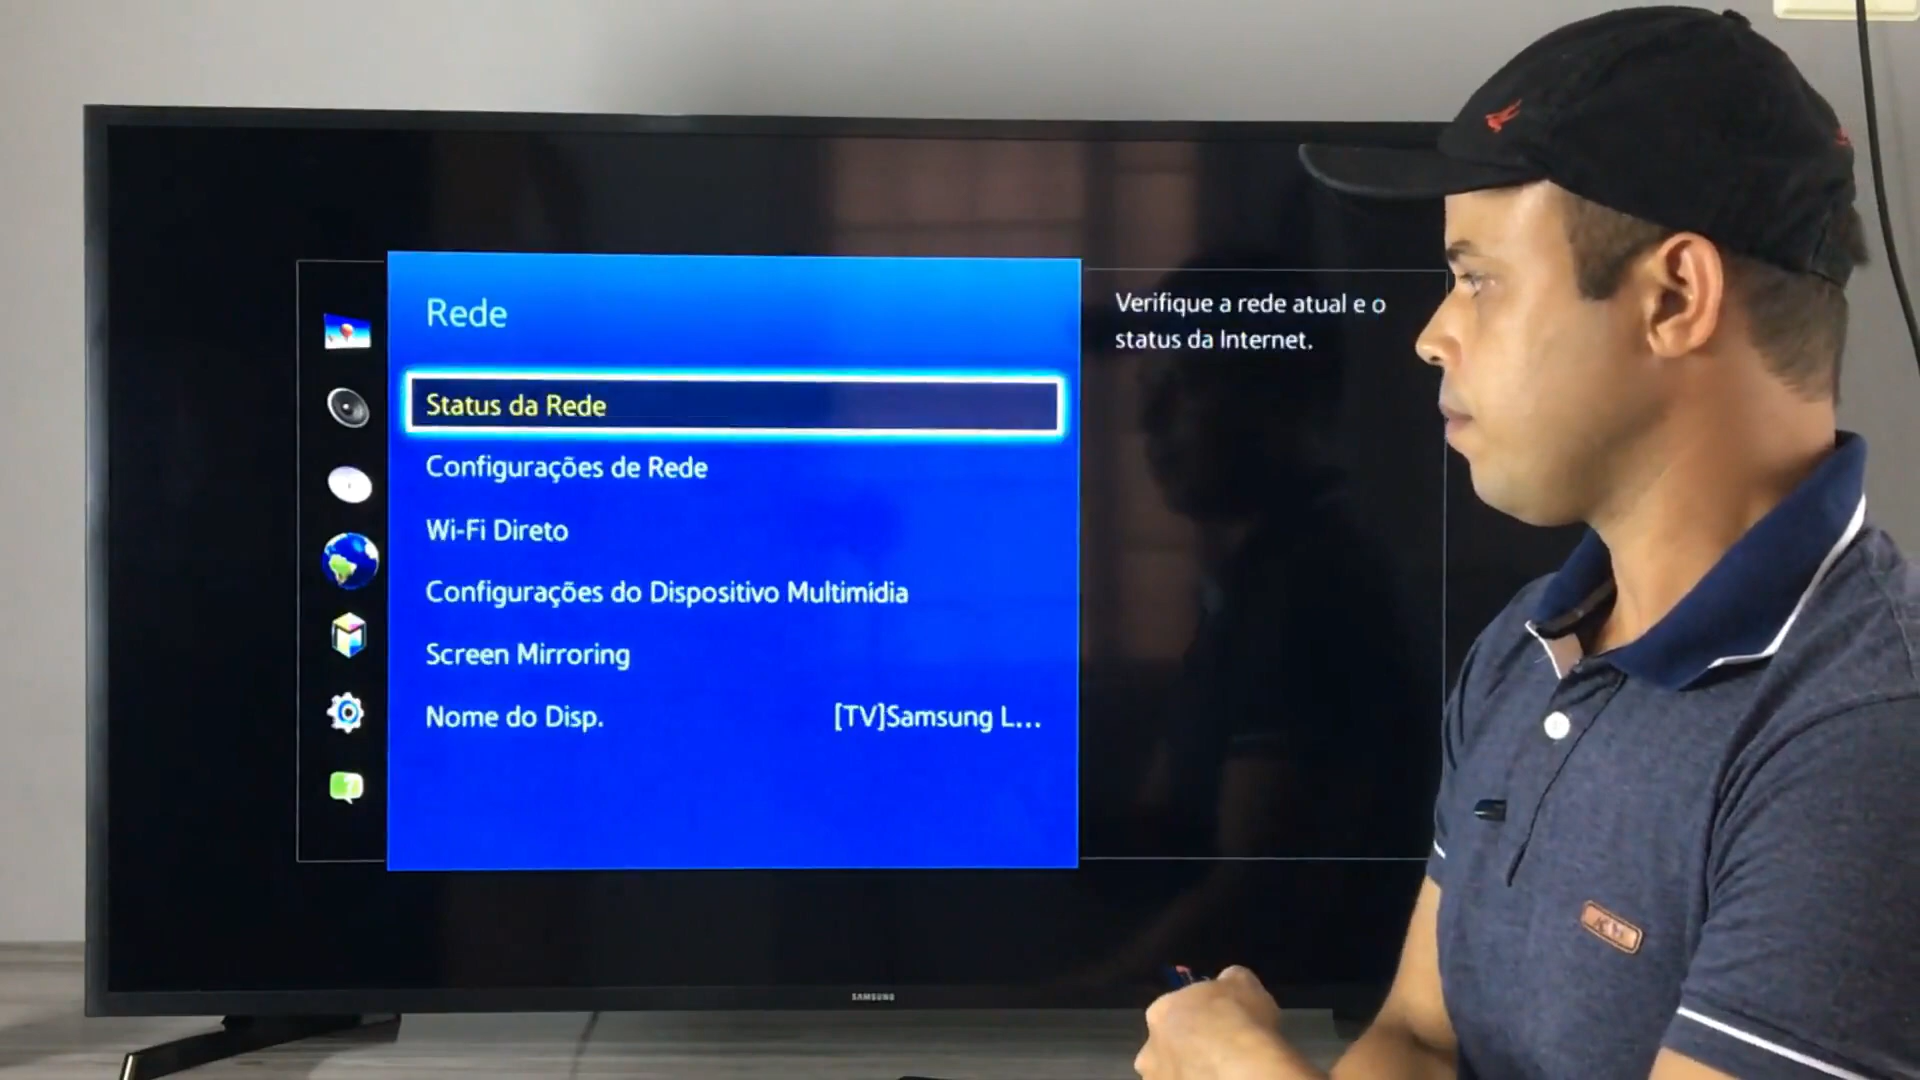 Rede
Status da Rede
Configurações de Rede
Wi-Fi Direto
Configurações do Dispositivo Multimídia
Screen Mirroring
Nome do Disp. [TV]Samsung L...
Verifique a rede atual e o
status da Internet.
SAMSUNG